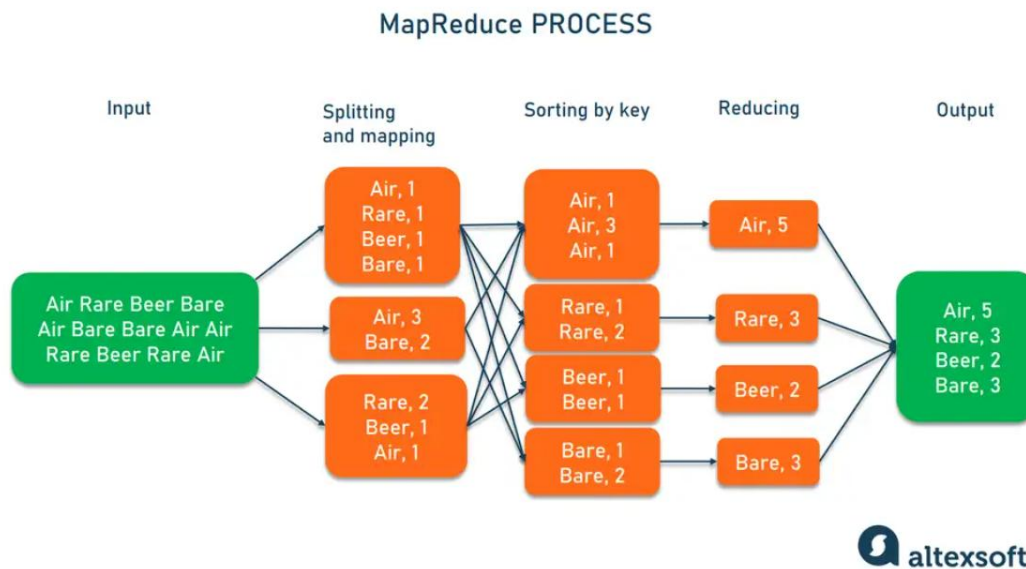 MapReduce PROCESS
Input
Splitting
and mapping
Sorting by key
Reducing
Output
Air Rare Beer Bare
Air Bare Bare Air Air
Rare Beer Rare Air
Air, 1
Rare, 1
Beer, 1
Bare, 1
Air, 3
Bare, 2
Rare, 2
Beer, 1
Air, 1
Air, 1
Air, 3
Air, 1
Rare, 1
Rare, 2
Beer, 1
Beer, 1
Bare, 1
Bare, 2
Air, 5
Rare, 3
Beer, 2
Bare, 3
Air, 5
Rare, 3
Beer, 2
Bare, 3
altexsoft